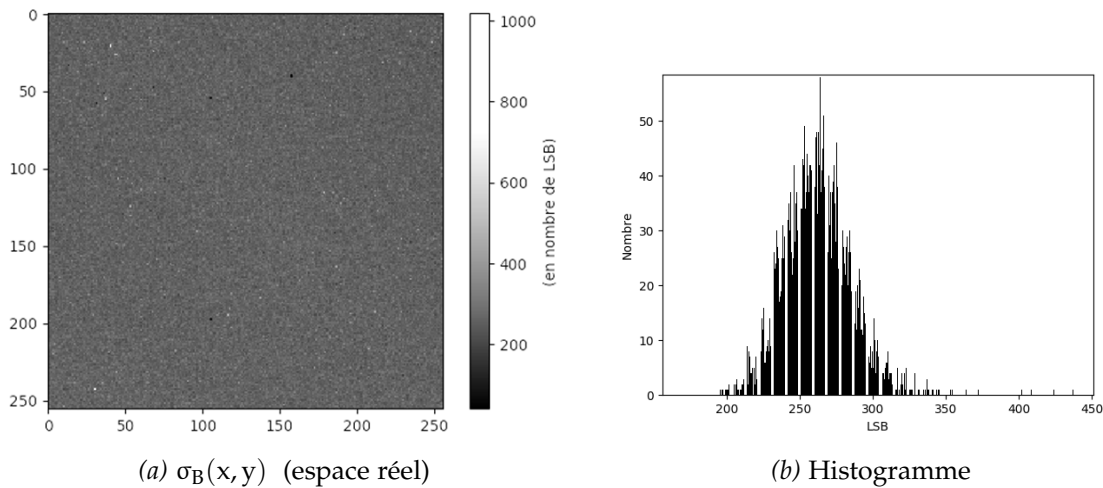 0
50
100
150
200
250
0 50 100 150 200 250
1000
800
600
400
200
(en nombre de LSB)
50
40
30
20
10
0
Nombre
200 250 300 350 400 450
LSB
(a) σB(x, y) (espace réel)
(b) Histogramme